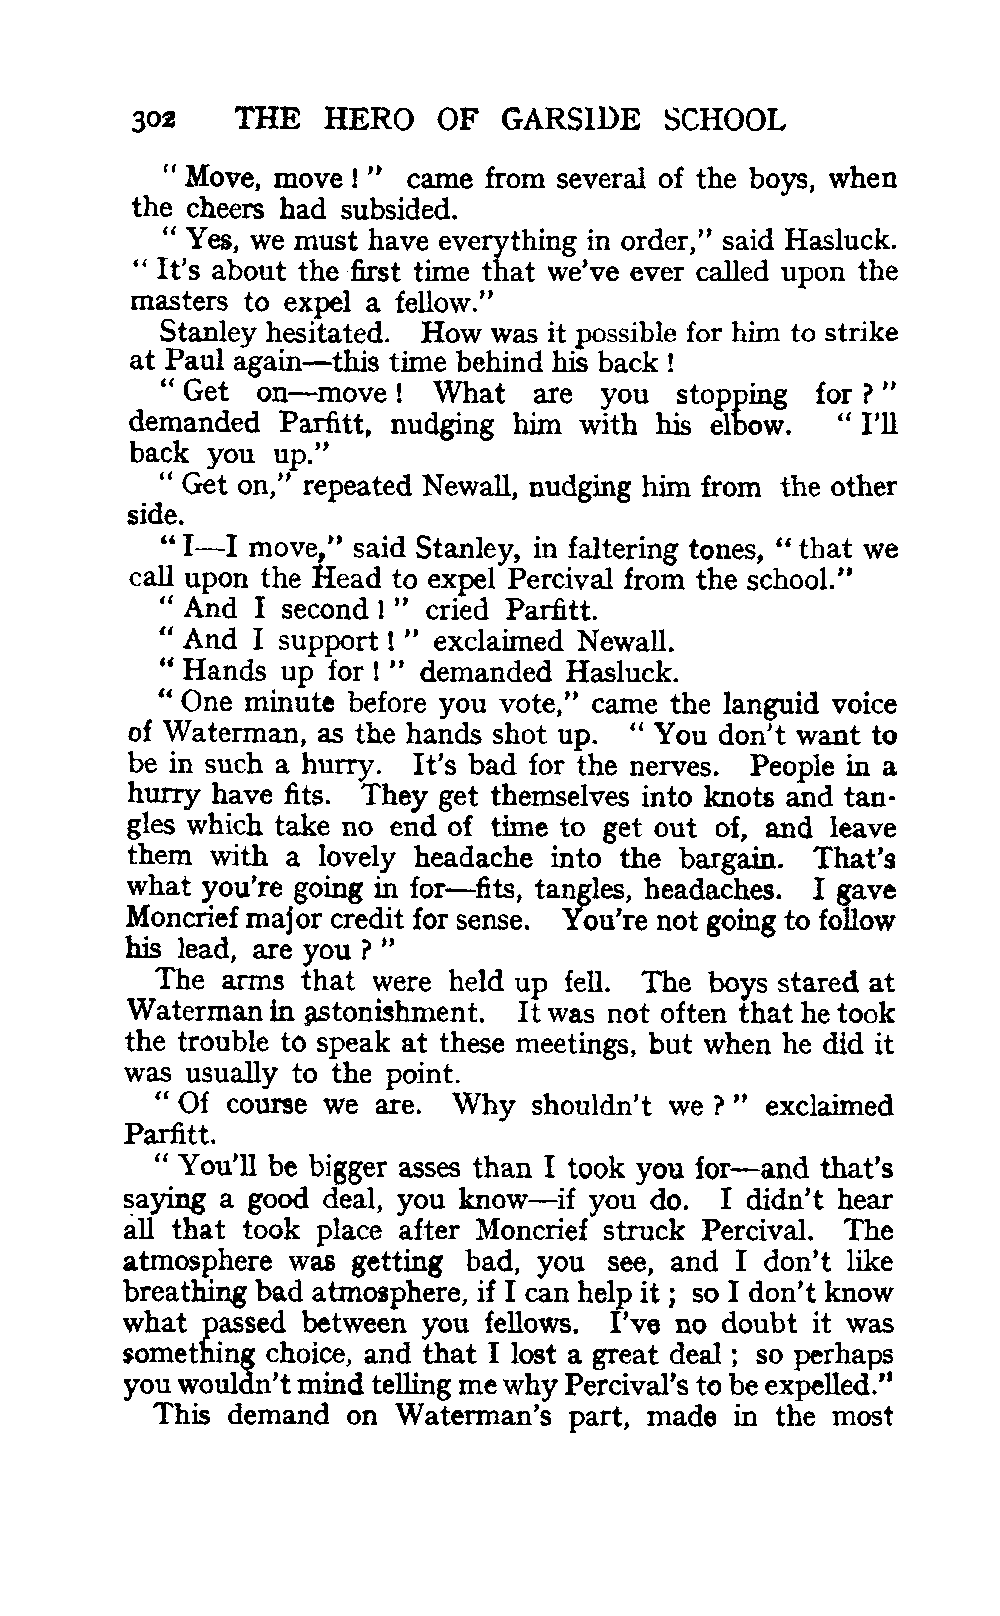 302 THE HERO OF GARSIDE SCHOOL
“ Move, move ! ” came from several of the boys, when
the cheers had subsided.
“ Yes, we must have everything in order,” said Hasluck.
“ It’s about the first time that we’ve ever called upon the
masters to expel a fellow.”
Stanley hesitated. How was it possible for him to strike
at Paul again—this time behind his back !
“ Get on—move ! What are you stopping for ? ”
demanded Parfitt, nudging him with his elbow. “ I’ll
back you up.”
“ Get on,” repeated Newall, nudging him from the other
side.
“ I—I move,” said Stanley, in faltering tones, “ that we
call upon the Head to expel Percival from the school.”
“ And I second ! ” cried Parfitt.
“ And I support ! ” exclaimed Newall.
“ Hands up for ! ” demanded Hasluck.
“ One minute before you vote,” came the languid voice
of Waterman, as the hands shot up. “ You don’t want to
be in such a hurry. It’s bad for the nerves. People in a
hurry have fits. They get themselves into knots and tan-
gles which take no end of time to get out of, and leave
them with a lovely headache into the bargain. That’s
what you’re going in for—fits, tangles, headaches. I gave
Moncrief major credit for sense. You’re not going to follow
his lead, are you ? ”
The arms that were held up fell. The boys stared at
Waterman in astonishment. It was not often that he took
the trouble to speak at these meetings, but when he did it
was usually to the point.
“ Of course we are. Why shouldn’t we ? ” exclaimed
Parfitt.
“ You’ll be bigger asses than I took you for—and that’s
saying a good deal, you know—if you do. I didn’t hear
all that took place after Moncrief struck Percival. The
atmosphere was getting bad, you see, and I don’t like
breathing bad atmosphere, if I can help it ; so I don’t know
what passed between you fellows. I’ve no doubt it was
something choice, and that I lost a great deal ; so perhaps
you wouldn’t mind telling me why Percival’s to be expelled.”
This demand on Waterman’s part, made in the most